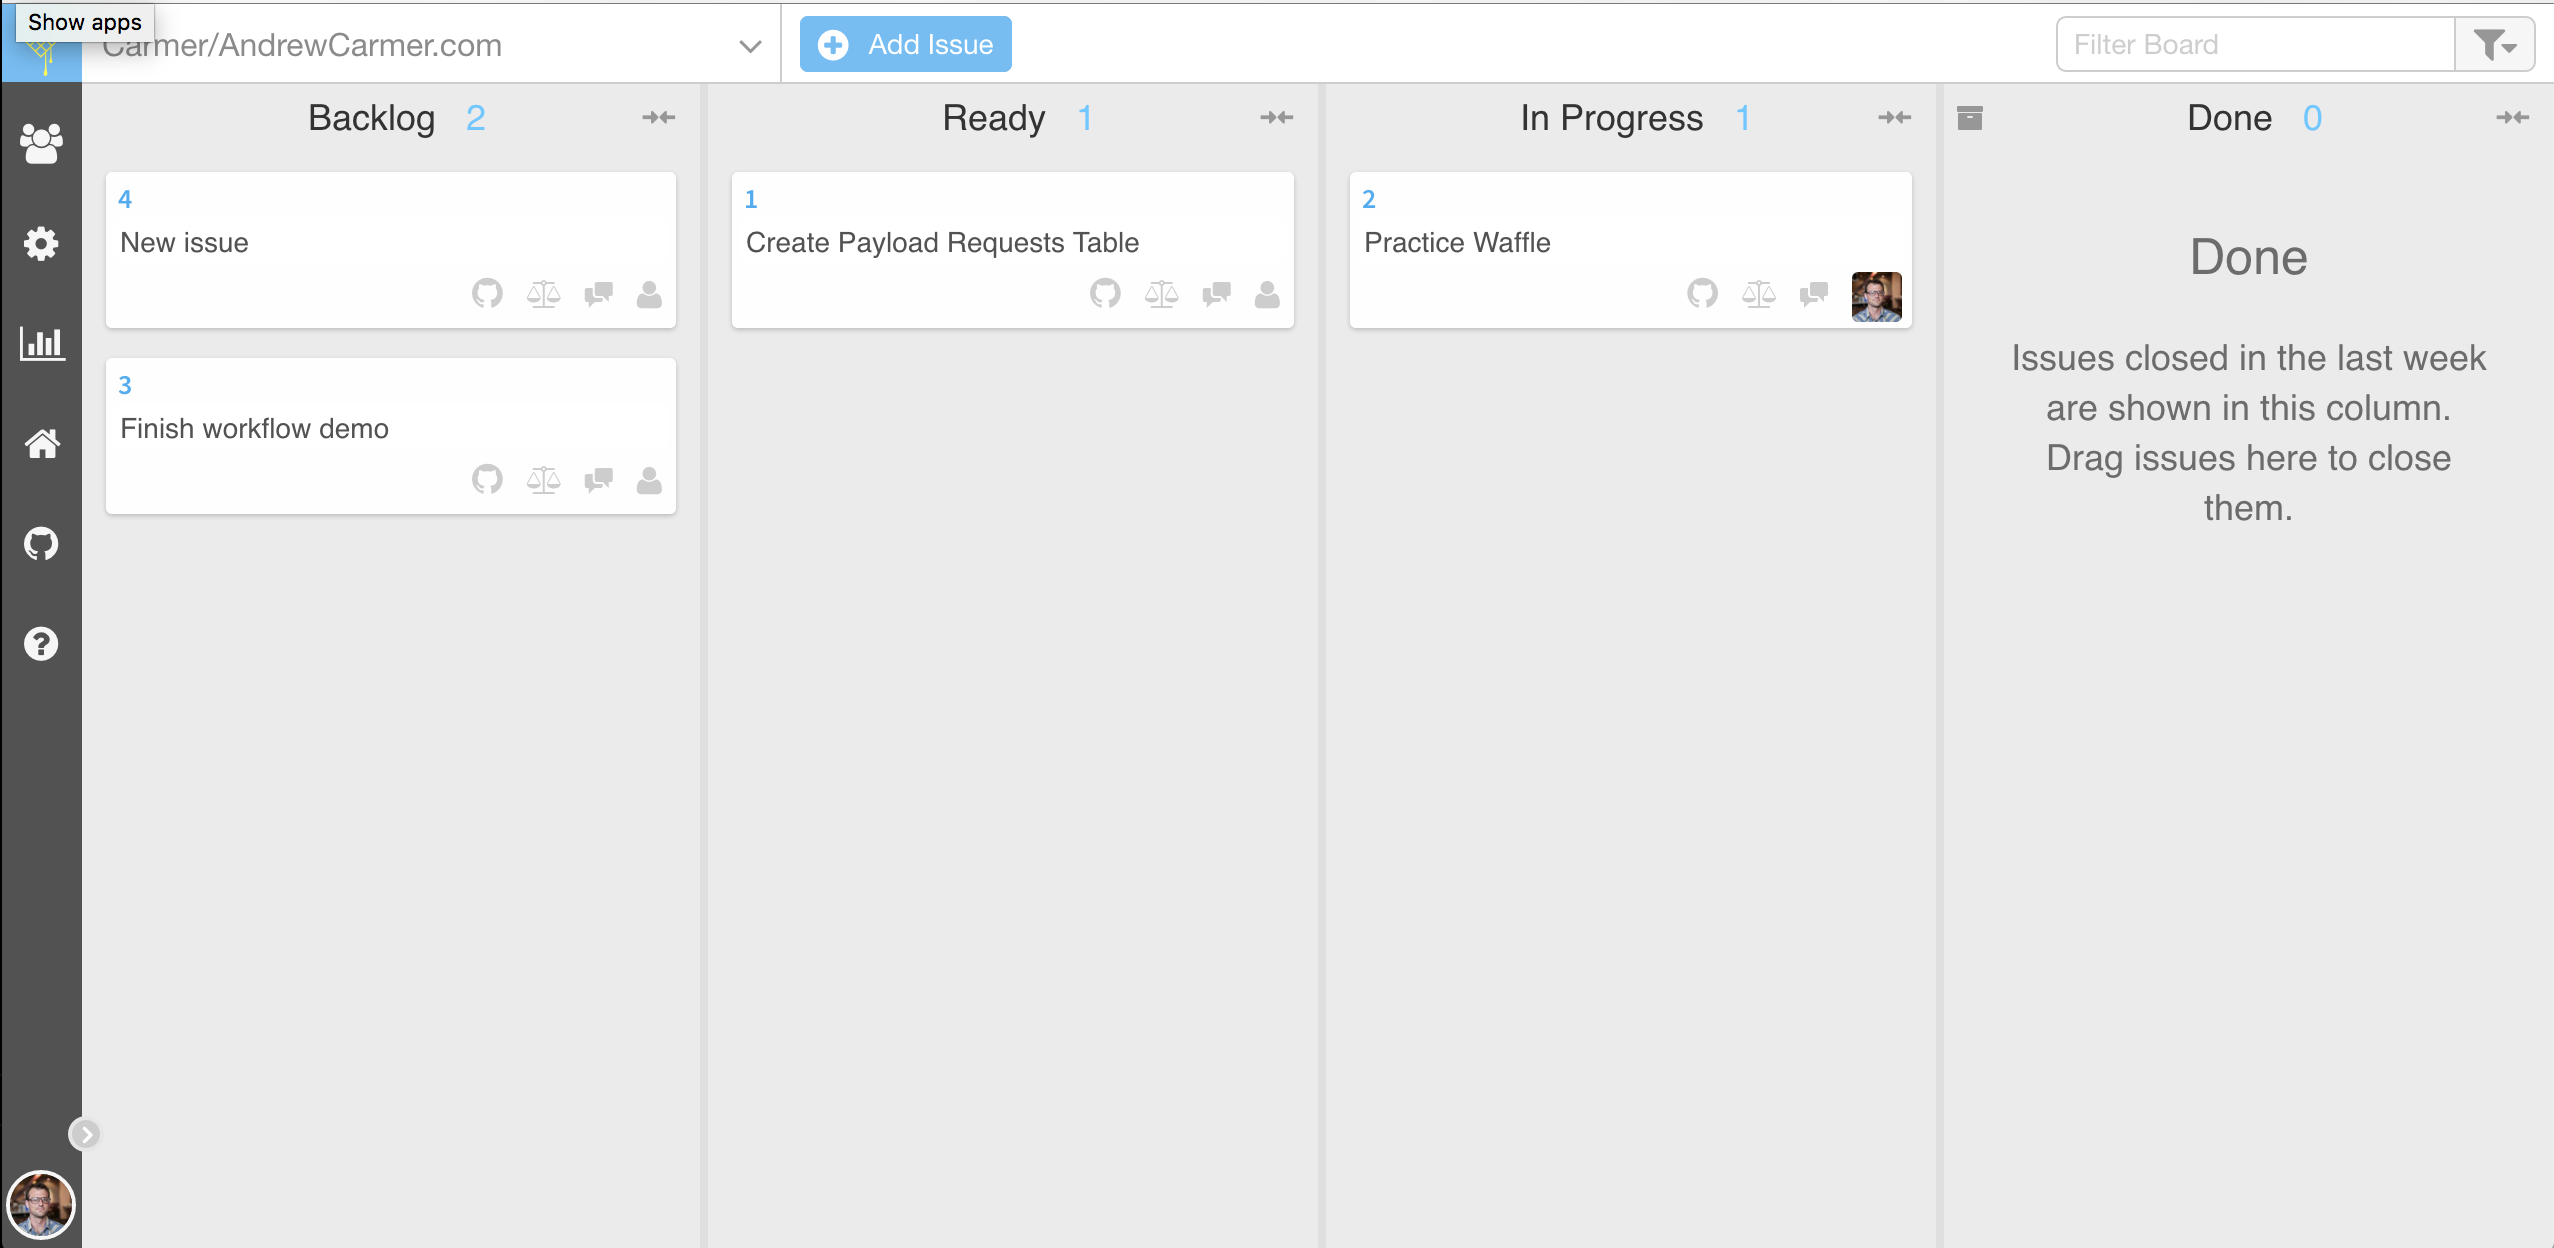 Show apps
Carmer/AndrewCarmer.com
Add Issue
Filter Board
Backlog 2
4
New issue
3
Finish workflow demo
Ready 1
1
Create Payload Requests Table
In Progress 1
2
Practice Waffle
Done 0
Done
Issues closed in the last week
are shown in this column.
Drag issues here to close
them.